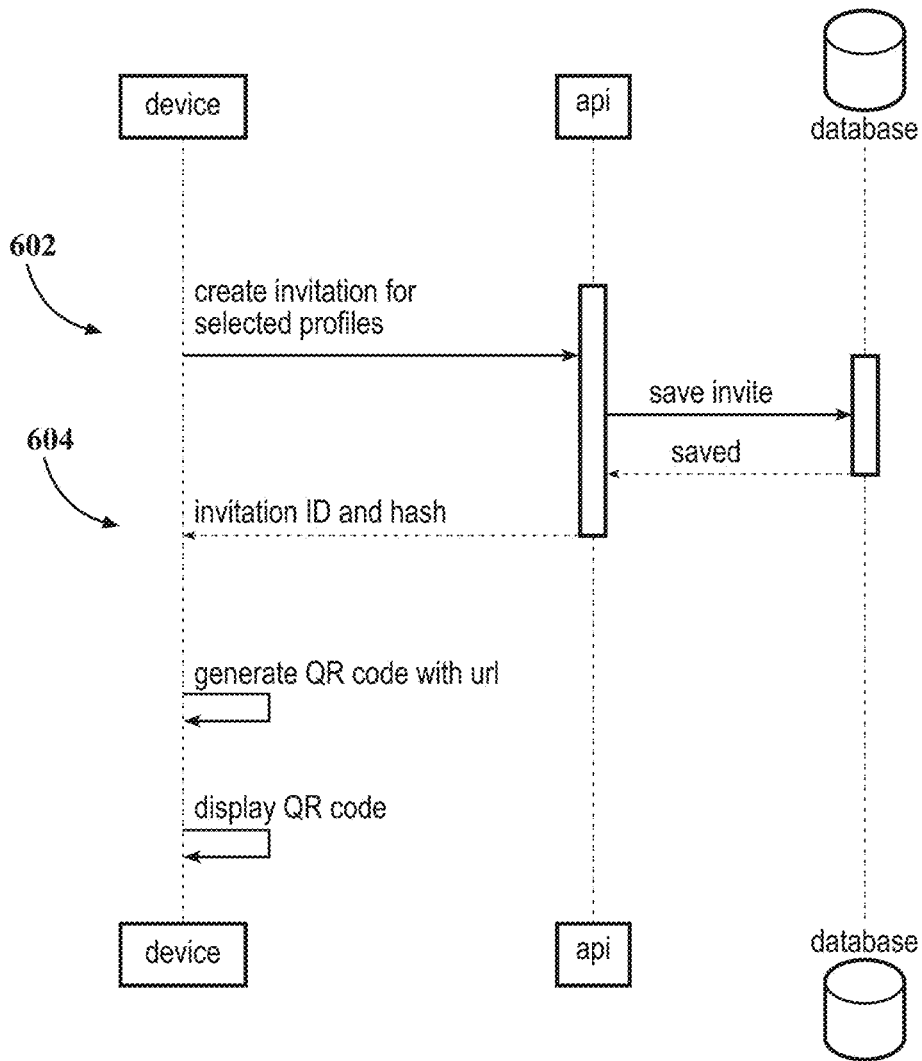 device
api
database
602
create invitation for
selected profiles
save invite
604
saved
invitation ID and hash
generate QR code with url
display QR code
device
api
database